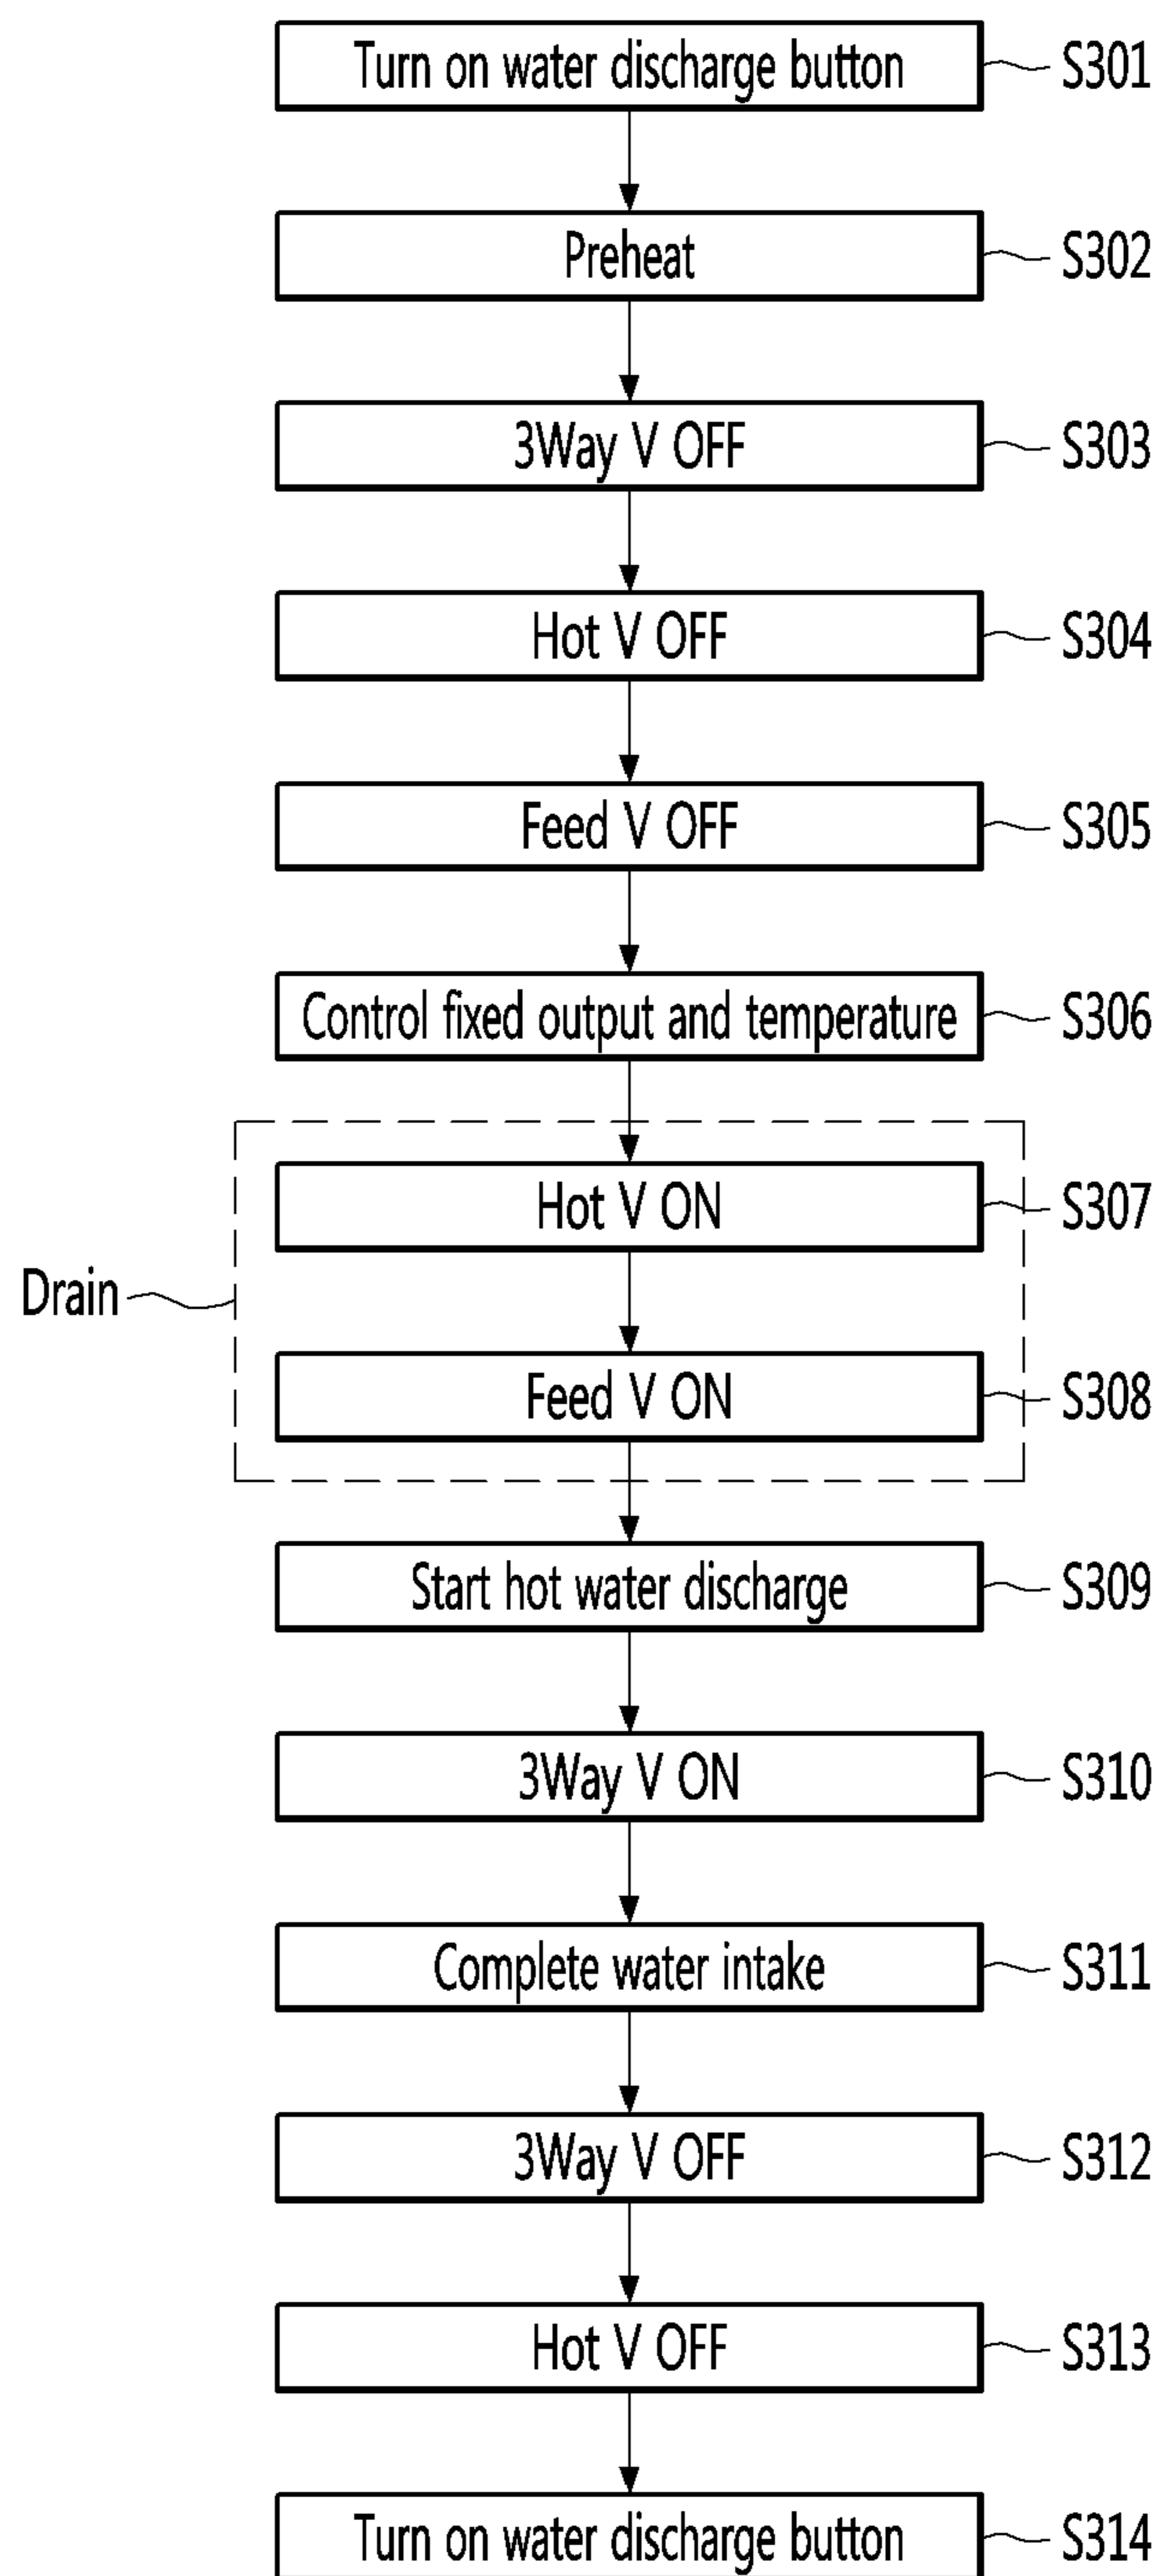 Turn on water discharge button S301
Preheat S302
3Way V OFF S303
Hot V OFF S304
Feed V OFF S305
Control fixed output and temperature S306
Hot V ON S307
Drain
Feed V ON S308
Start hot water discharge S309
3Way V ON S310
Complete water intake S311
3Way V OFF S312
Hot V OFF S313
Turn on water discharge button S314